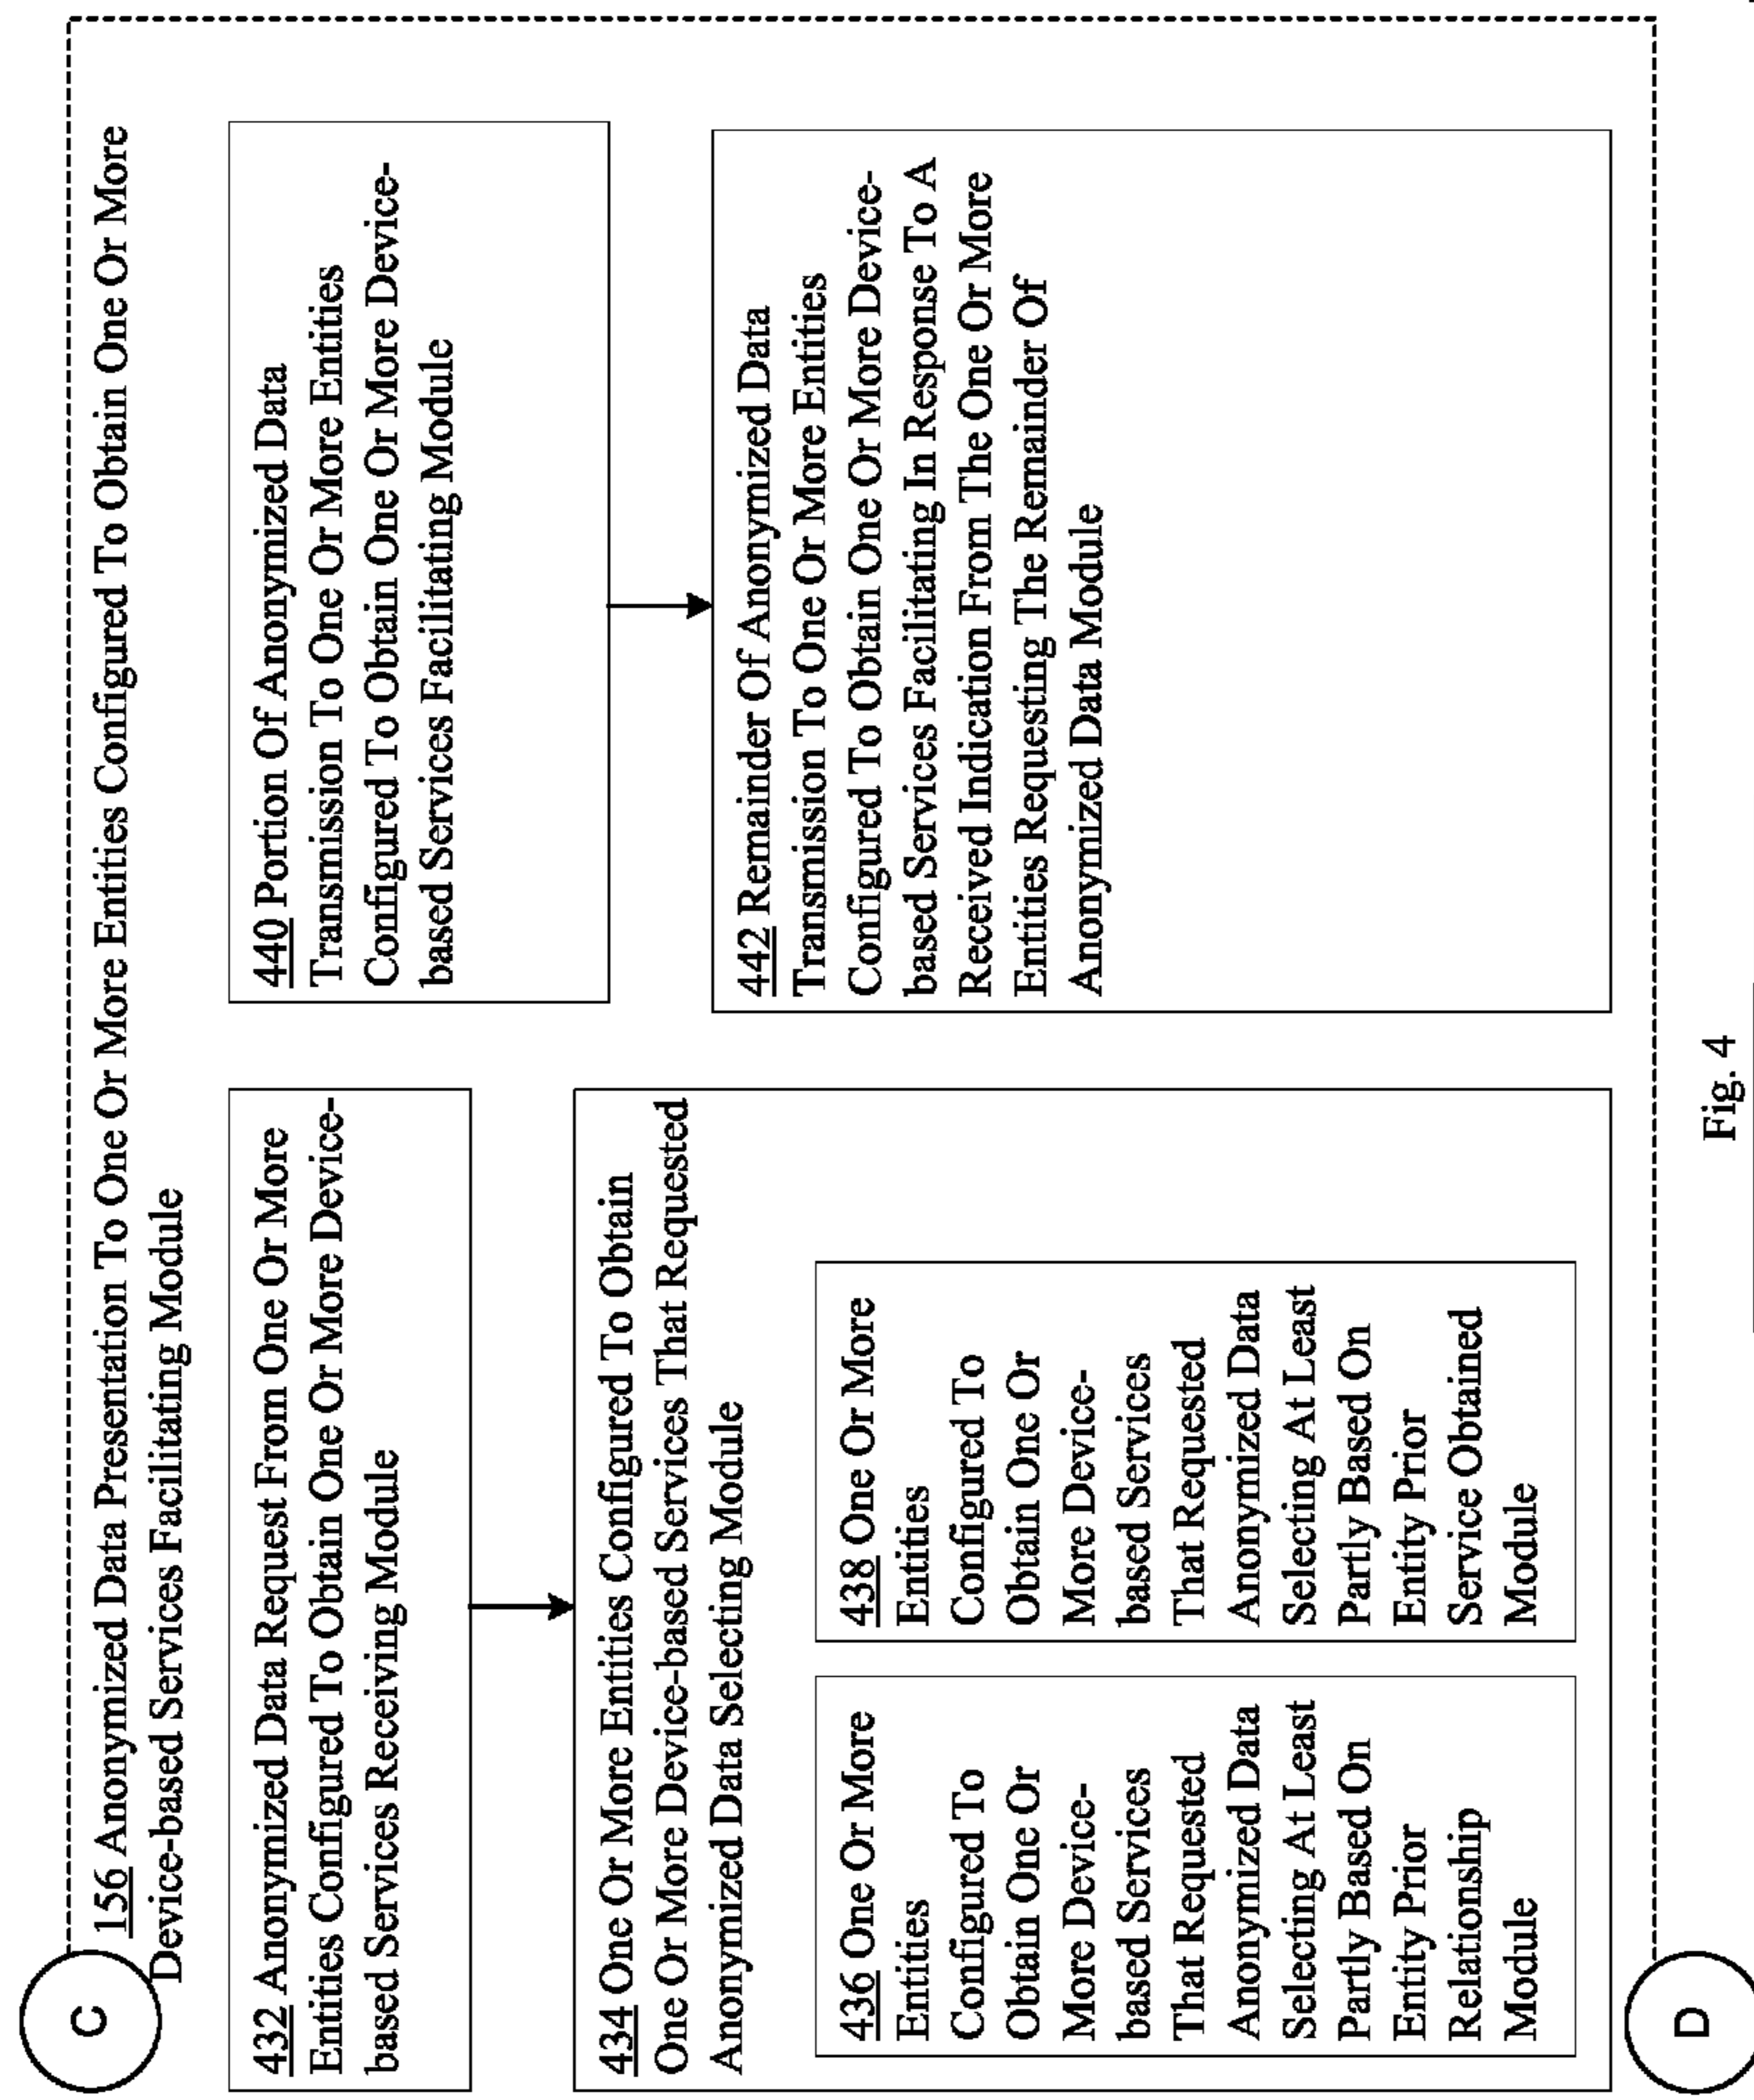 C
156 Anonymized Data Presentation To One Or More Entities Configured To Obtain One Or More
Device-based Services Facilitating Module
432 Anonymized Data Request From One Or More
Entities Configured To Obtain One Or More Device-
based Services Receiving Module
434 One Or More Entities Configured To Obtain
One Or More Device-based Services That Requested
Anonymized Data Selecting Module
436 One Or More
Entities
Configured To
Obtain One Or
More Device-
based Services
That Requested
Anonymized Data
Selecting At Least
Partly Based On
Entity Prior
Relationship
Module
438 One Or More
Entities
Configured To
Obtain One Or
More Device-
based Services
That Requested
Anonymized Data
Selecting At Least
Partly Based On
Entity Prior
Service Obtained
Module
440 Portion Of Anonymized Data
Transmission To One Or More Entities
Configured To Obtain One Or More Device-
based Services Facilitating Module
442 Remainder Of Anonymized Data
Transmission To One Or More Entities
Configured To Obtain One Or More Device-
based Services Facilitating In Response To A
Received Indication From The One Or More
Entities Requesting The Remainder Of
Anonymized Data Module
D
Fig. 4